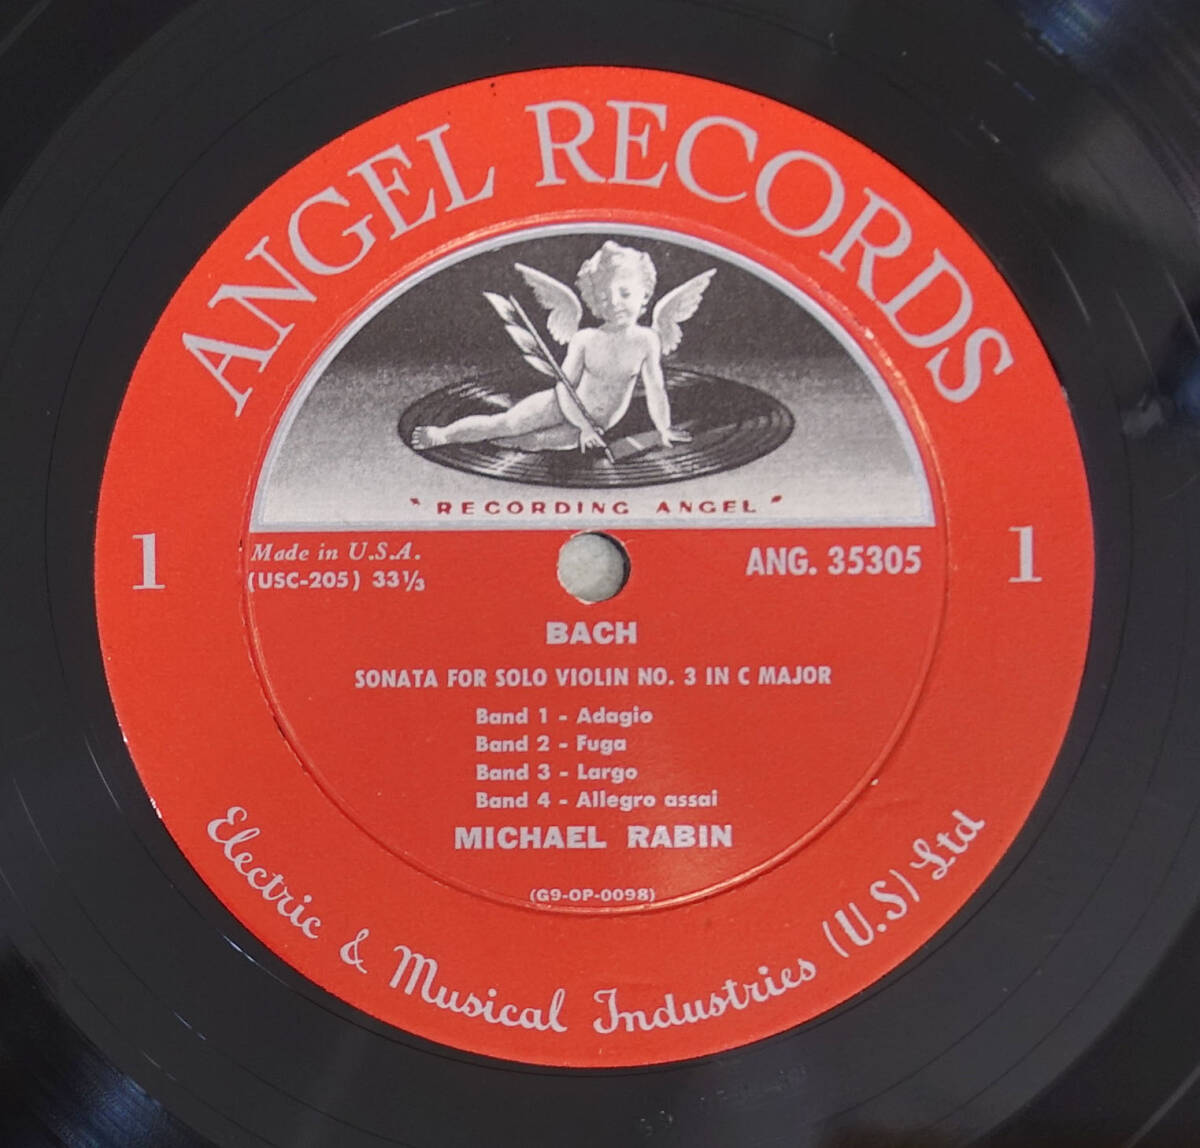 ANGEL RECORDS
" RECORDING ANGEL "
1
1
Made in U.S.A.
(USC-205) 33⅓
ANG. 35305
BACH
SONATA FOR SOLO VIOLIN NO. 3 IN C MAJOR
Band 1 - Adagio
Band 2 - Fuga
Band 3 - Largo
Band 4 - Allegro assai
MICHAEL RABIN
(G9-OP-0098)
Electric & Musical Industries (U.S) Ltd